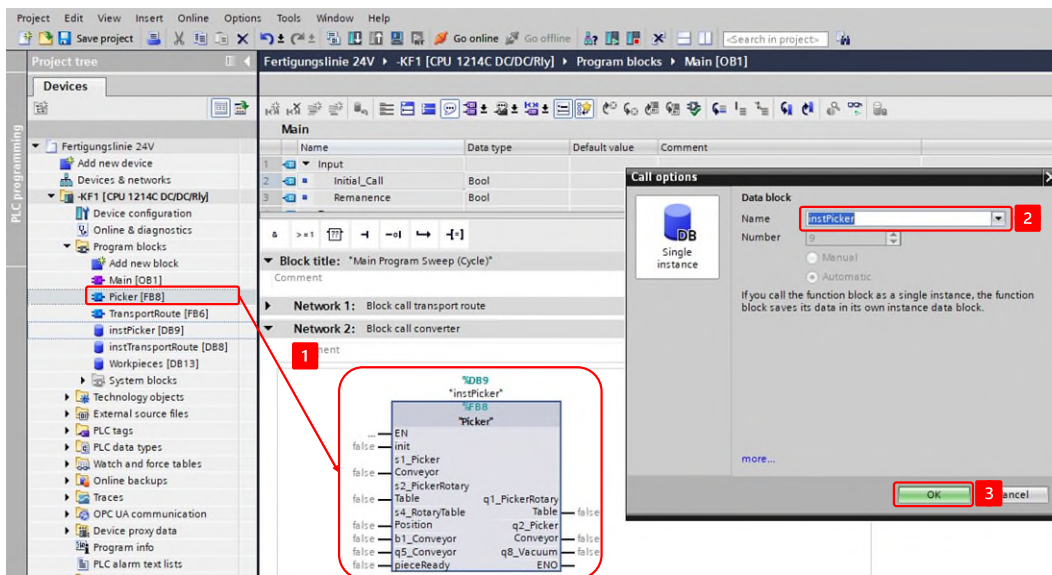 Project Edit View Insert Online Options Tools Window Help
Save project Go online Go offline <Search in project>
Project tree
Fertigungslinie 24V -KF1 [CPU 1214C DC/DC/Rly] Program blocks Main [OB1]
Devices
PLC programming
Fertigungslinie 24V
Add new device
Devices & networks
-KF1 [CPU 1214C DC/DC/Rly]
Device configuration
Online & diagnostics
Program blocks
Add new block
Main [OB1]
Picker [FB8]
TransportRoute [FB6]
instPicker [DB9]
instTransportRoute [DB8]
Workpieces [DB13]
System blocks
Technology objects
External source files
PLC tags
PLC data types
Watch and force tables
Online backups
Traces
OPC UA communication
Device proxy data
Program info
PLC alarm text lists
Main
Name Data type Default value Comment
1 Input
2 Initial_Call Bool
3 Remanence Bool
& >=1 [??] -| -o| -[=]
Block title: "Main Program Sweep (Cycle)"
Comment
Network 1: Block call transport route
Network 2: Block call converter
1 ment
%DB9
"instPicker"
%FB8
"Picker"
... EN
false init
s1_Picker
false Conveyor
s2_PickerRotary
false Table q1_PickerRotary
s4_RotaryTable Table false
false Position q2_Picker
false b1_Conveyor Conveyor false
false q5_Conveyor q8_Vacuum false
false pieceReady ENO
Call options
X
DB
Single
instance
Data block
Name instPicker 2
Number 9
Manual
Automatic
If you call the function block as a single instance, the function
block saves its data in its own instance data block.
more...
OK 3 ancel